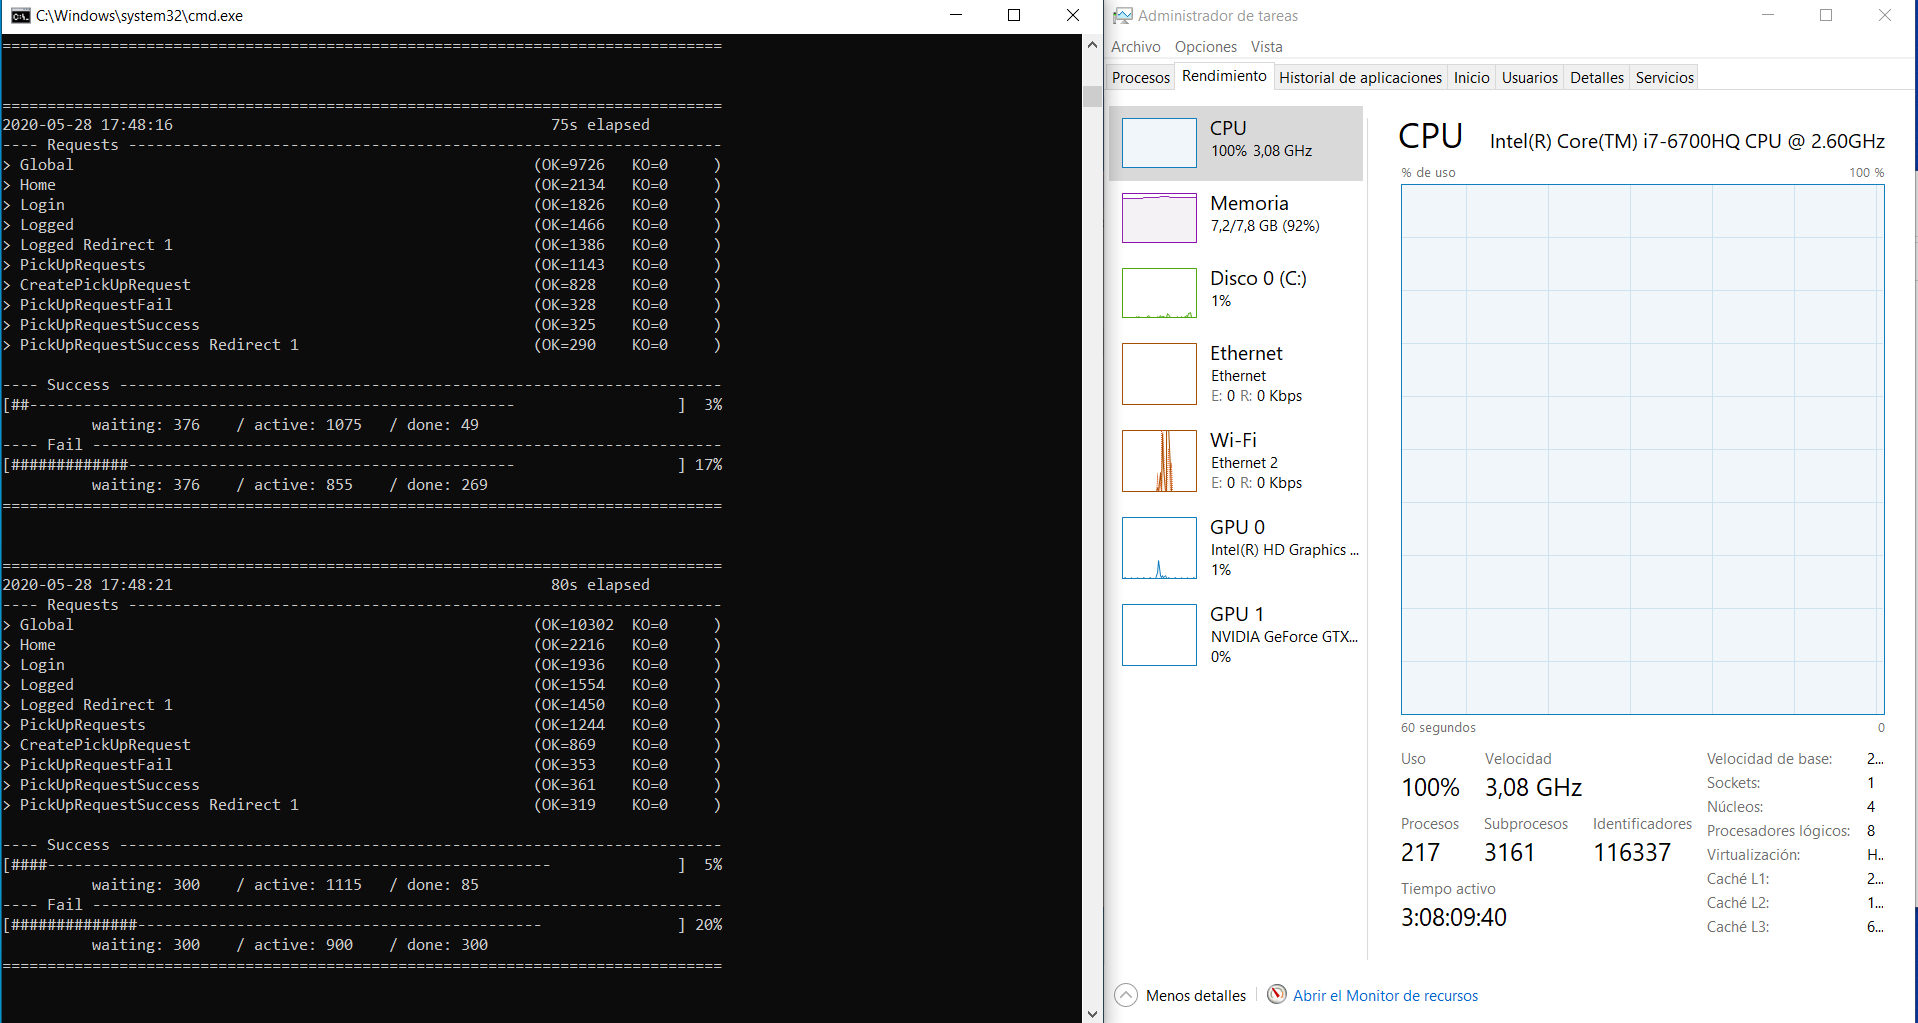 C:\Windows\system32\cmd.exe
================================================================================
================================================================================
2020-05-28 17:48:16                                          75s elapsed
---- Requests ------------------------------------------------------------------
> Global                                                   (OK=9726   KO=0     )
> Home                                                     (OK=2134   KO=0     )
> Login                                                    (OK=1826   KO=0     )
> Logged                                                   (OK=1466   KO=0     )
> Logged Redirect 1                                        (OK=1386   KO=0     )
> PickUpRequests                                           (OK=1143   KO=0     )
> CreatePickUpRequest                                      (OK=828    KO=0     )
> PickUpRequestFail                                        (OK=328    KO=0     )
> PickUpRequestSuccess                                     (OK=325    KO=0     )
> PickUpRequestSuccess Redirect 1                          (OK=290    KO=0     )
---- Success -------------------------------------------------------------------
[##------------------------------------------------------                  ]  3%
          waiting: 376    / active: 1075   / done: 49
---- Fail ----------------------------------------------------------------------
[#############-------------------------------------------                  ] 17%
          waiting: 376    / active: 855    / done: 269
================================================================================
================================================================================
2020-05-28 17:48:21                                          80s elapsed
---- Requests ------------------------------------------------------------------
> Global                                                   (OK=10302  KO=0     )
> Home                                                     (OK=2216   KO=0     )
> Login                                                    (OK=1936   KO=0     )
> Logged                                                   (OK=1554   KO=0     )
> Logged Redirect 1                                        (OK=1450   KO=0     )
> PickUpRequests                                           (OK=1244   KO=0     )
> CreatePickUpRequest                                      (OK=869    KO=0     )
> PickUpRequestFail                                        (OK=353    KO=0     )
> PickUpRequestSuccess                                     (OK=361    KO=0     )
> PickUpRequestSuccess Redirect 1                          (OK=319    KO=0     )
---- Success -------------------------------------------------------------------
[####--------------------------------------------------------              ]  5%
          waiting: 300    / active: 1115   / done: 85
---- Fail ----------------------------------------------------------------------
[##############---------------------------------------------               ] 20%
          waiting: 300    / active: 900    / done: 300
================================================================================
Administrador de tareas
Archivo Opciones Vista
Procesos Rendimiento Historial de aplicaciones Inicio Usuarios Detalles Servicios
CPU
100% 3,08 GHz
Memoria
7,2/7,8 GB (92%)
Disco 0 (C:)
1%
Ethernet
Ethernet
E: 0 R: 0 Kbps
Wi-Fi
Ethernet 2
E: 0 R: 0 Kbps
GPU 0
Intel(R) HD Graphics ...
1%
GPU 1
NVIDIA GeForce GTX...
0%
CPU Intel(R) Core(TM) i7-6700HQ CPU @ 2.60GHz
% de uso 100 %
60 segundos 0
Uso Velocidad
100% 3,08 GHz
Procesos Subprocesos Identificadores
217 3161 116337
Tiempo activo
3:08:09:40
Velocidad de base: 2...
Sockets: 1
Núcleos: 4
Procesadores lógicos: 8
Virtualización: H..
Caché L1: 2...
Caché L2: 1...
Caché L3: 6...
Menos detalles Abrir el Monitor de recursos